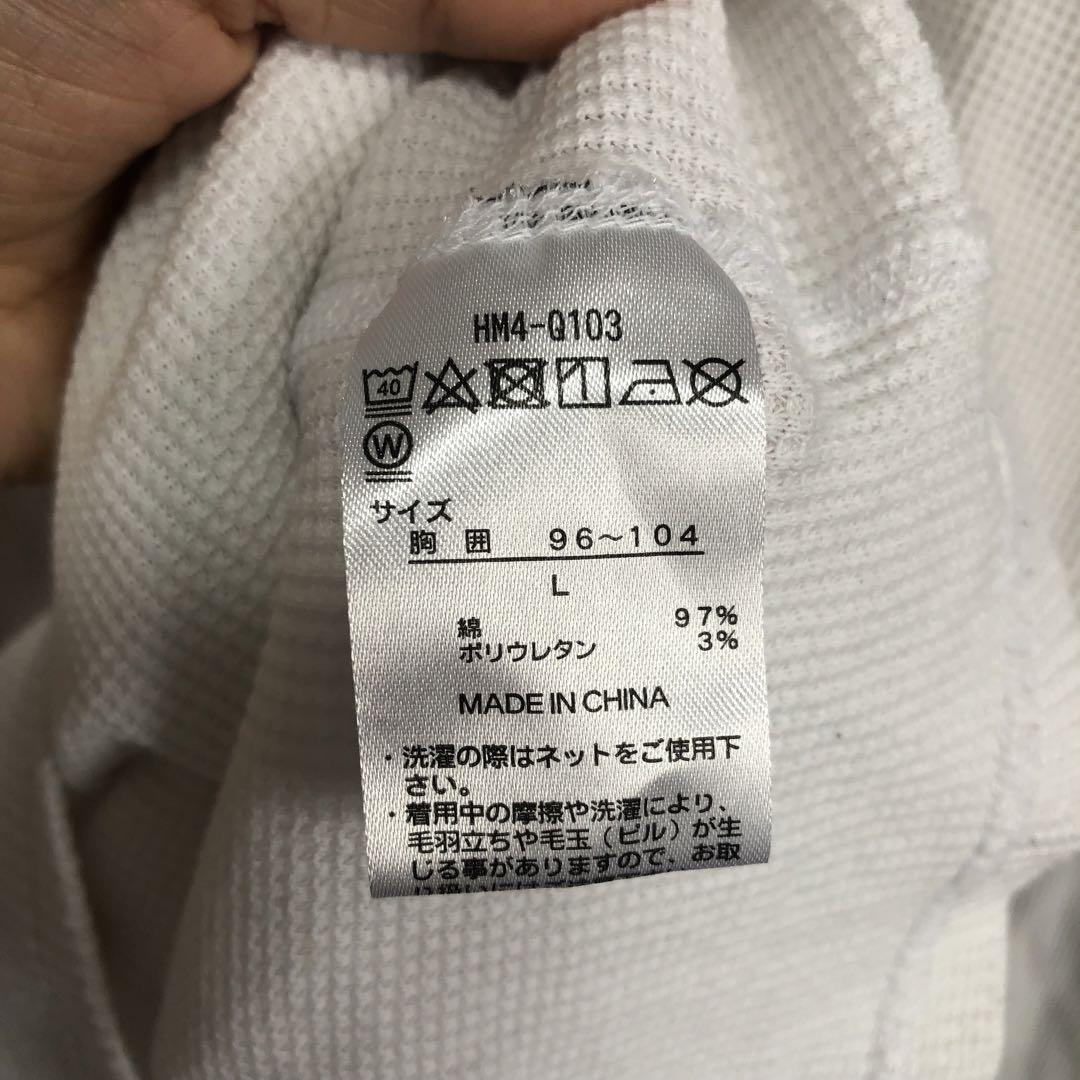 HM4-Q103
40
W
サイズ
胸囲 96～104
L
綿 97%
ポリウレタン 3%
MADE IN CHINA
・洗濯の際はネットをご使用下
さい。
・着用中の摩擦や洗濯により、
毛羽立ちや毛玉（ピル）が生
じる事がありますので、お取